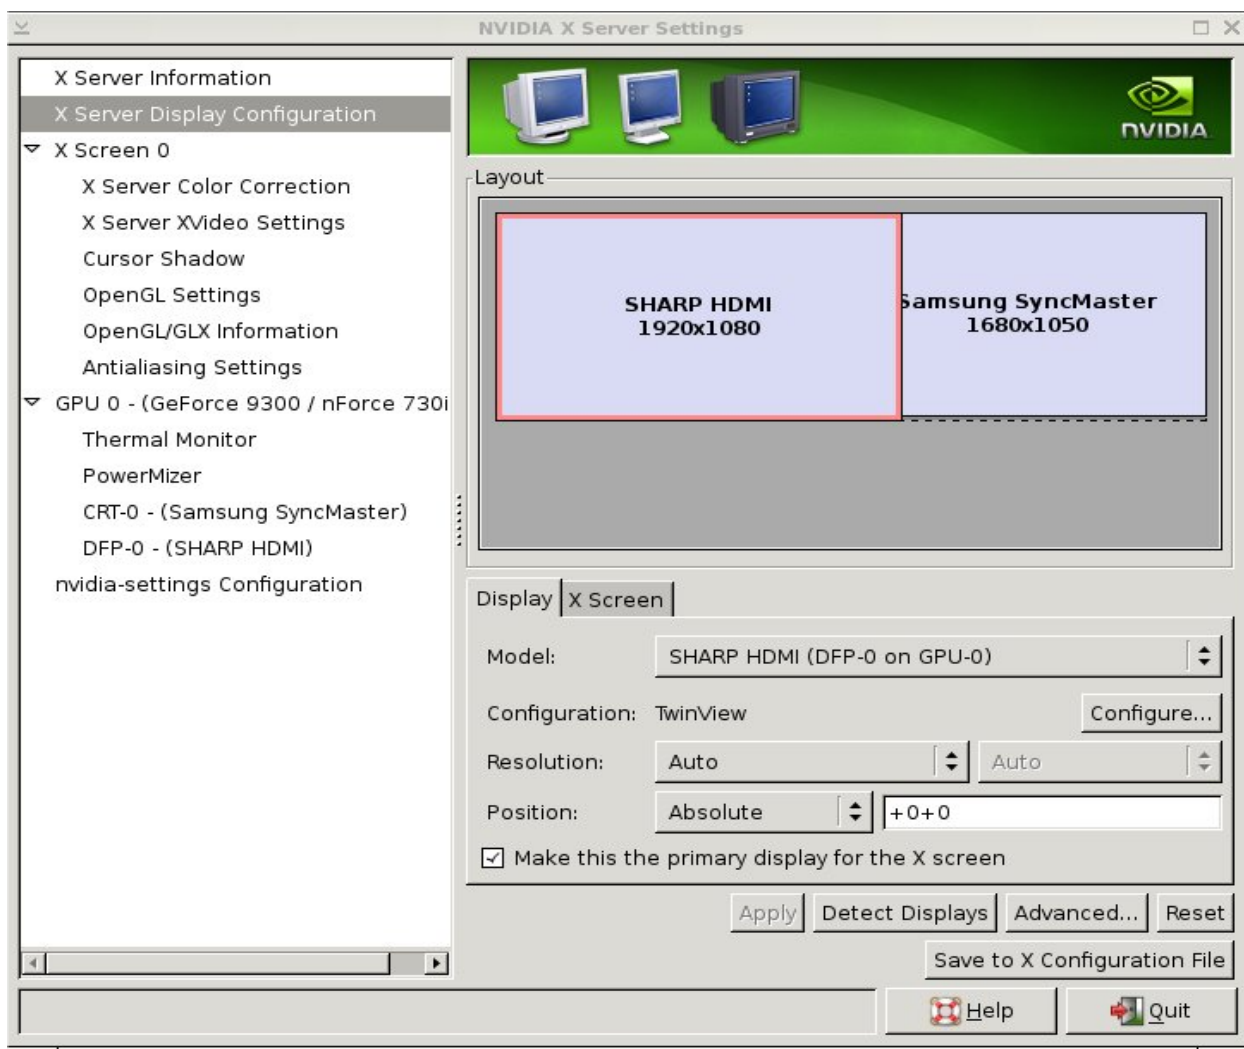 NVIDIA X Server Settings
X Server Information
X Server Display Configuration
X Screen 0
X Server Color Correction
X Server XVideo Settings
Cursor Shadow
OpenGL Settings
OpenGL/GLX Information
Antialiasing Settings
GPU 0 - (GeForce 9300 / nForce 730i
Thermal Monitor
PowerMizer
CRT-0 - (Samsung SyncMaster)
DFP-0 - (SHARP HDMI)
nvidia-settings Configuration
NVIDIA
Layout
SHARP HDMI
1920x1080
Samsung SyncMaster
1680x1050
Display X Screen
Model: SHARP HDMI (DFP-0 on GPU-0)
Configuration: TwinView Configure...
Resolution: Auto Auto
Position: Absolute +0+0
Make this the primary display for the X screen
Apply Detect Displays Advanced... Reset
Save to X Configuration File
Help Quit